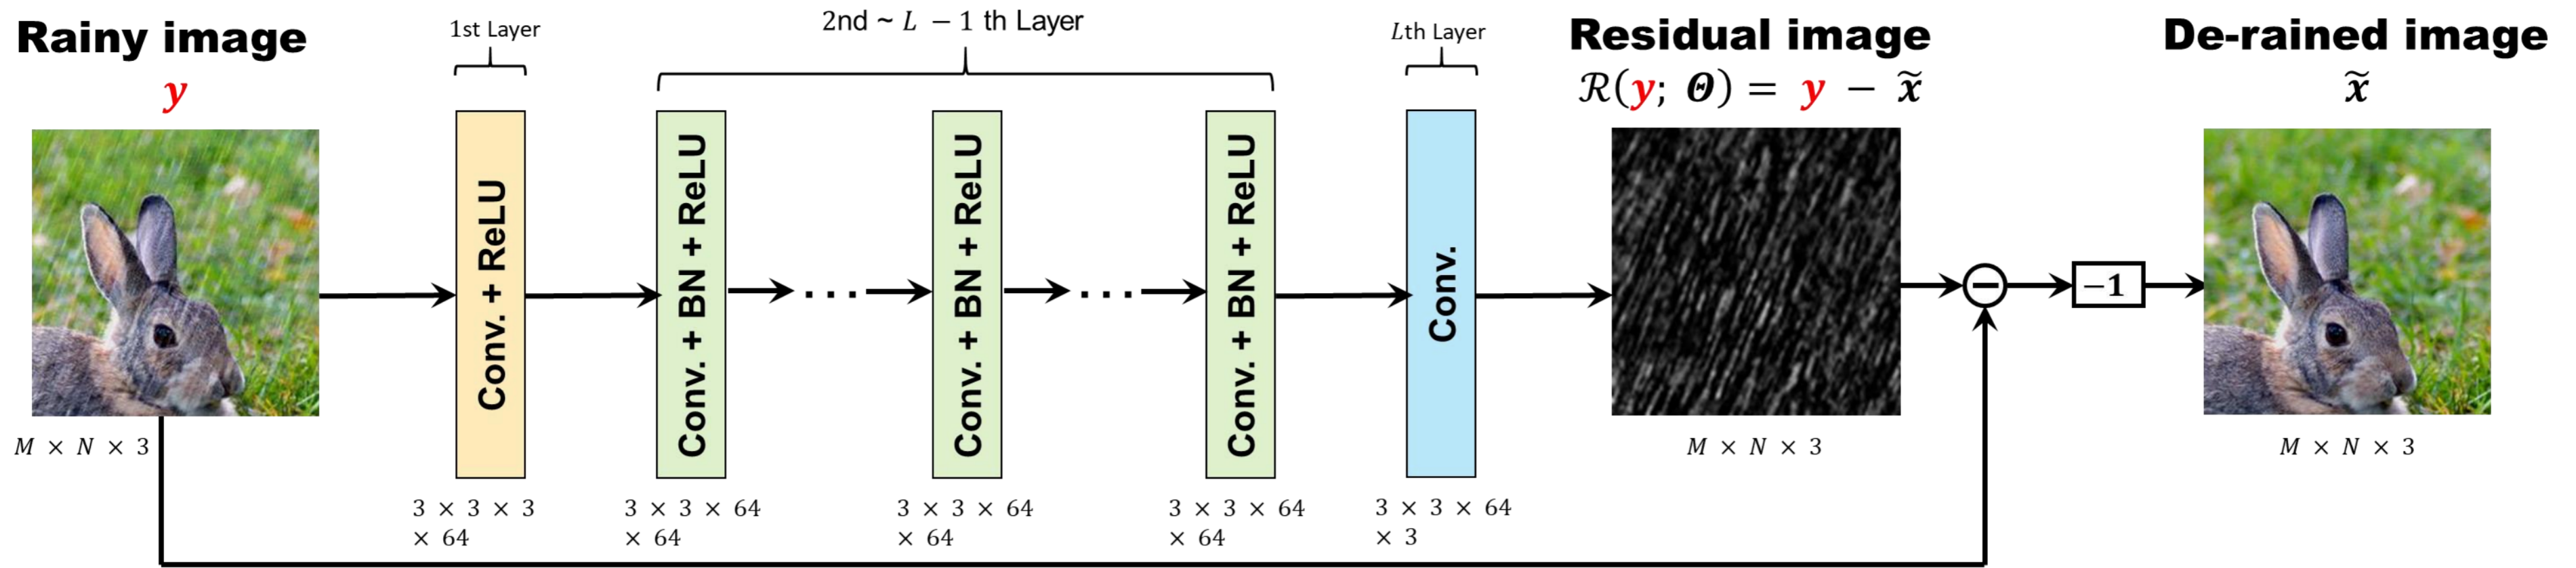 Rainy image
y
M × N × 3
1st Layer
Conv. + ReLU
3 × 3 × 3
× 64
2nd ~ L − 1 th Layer
Conv. + BN + ReLU
3 × 3 × 64
× 64
...
Conv. + BN + ReLU
3 × 3 × 64
× 64
...
Conv. + BN + ReLU
3 × 3 × 64
× 64
Lth Layer
Conv.
3 × 3 × 64
× 3
Residual image
ℛ(y; Θ) = y − x̃
M × N × 3
−
−1
De-rained image
x̃
M × N × 3